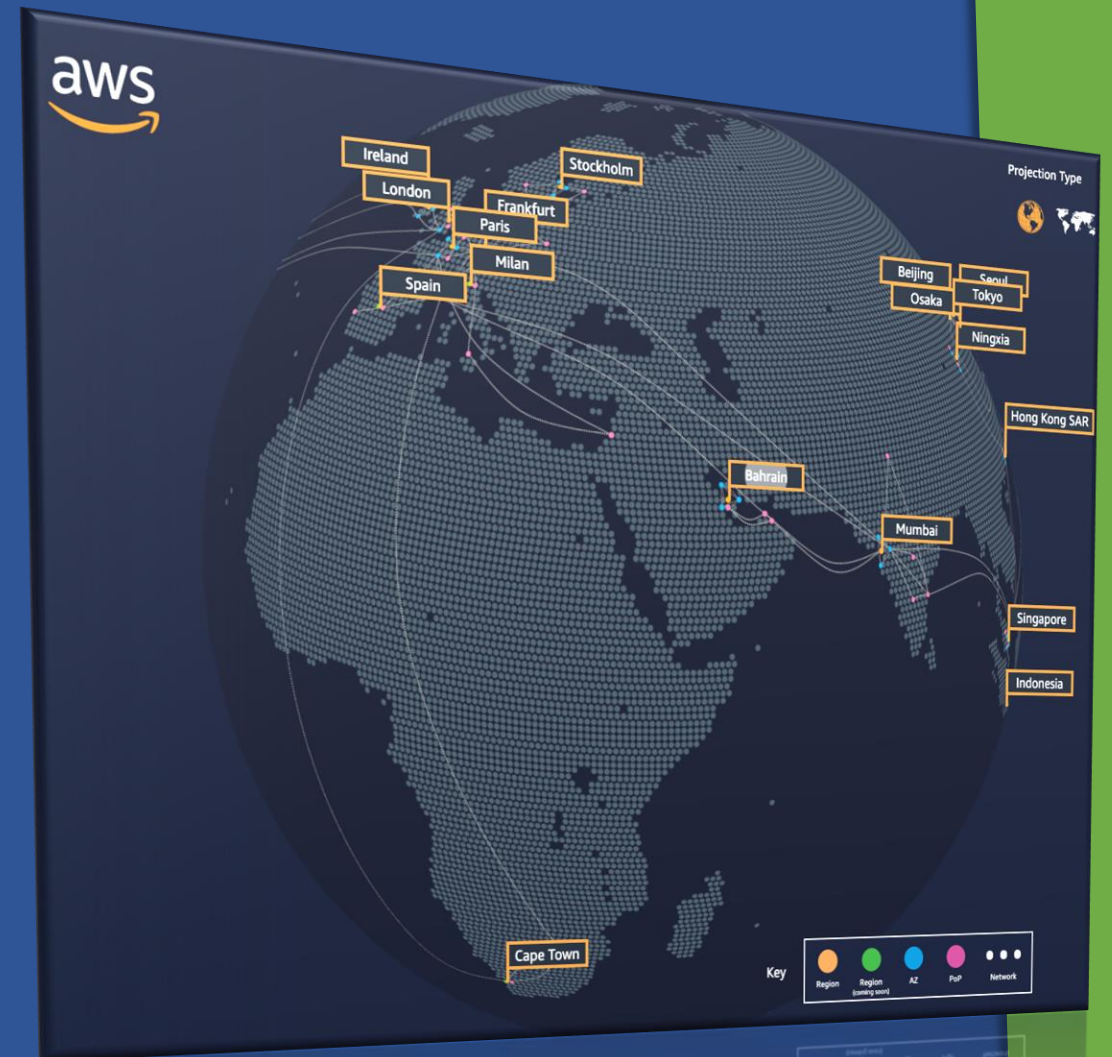 aws
Projection Type
Ireland
Stockholm
London
Frankfurt
Paris
Milan
Spain
Beijing
Seoul
Osaka
Tokyo
Ningxia
Hong Kong SAR
Bahrain
Mumbai
Singapore
Indonesia
Cape Town
Key
Region
Region
(coming soon)
AZ
PoP
Network